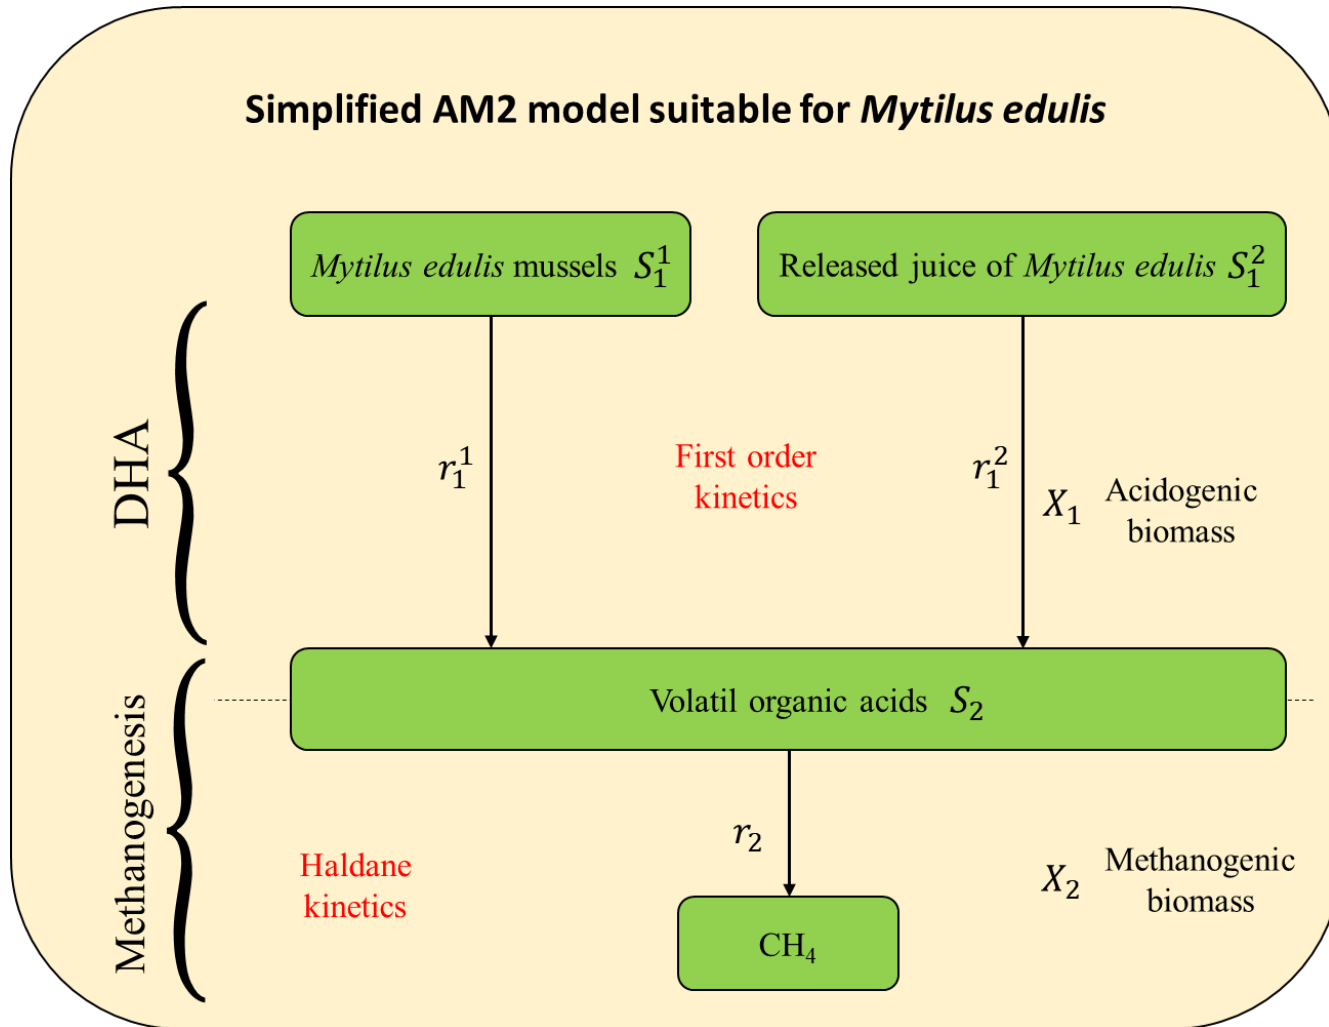 Simplified AM2 model suitable for Mytilus edulis
Mytilus edulis mussels S₁¹
Released juice of Mytilus edulis S₁²
DHA
r₁¹
First order
kinetics
r₁²
X₁
Acidogenic
biomass
Volatil organic acids S₂
Methanogenesis
r₂
Haldane
kinetics
X₂
Methanogenic
biomass
CH₄